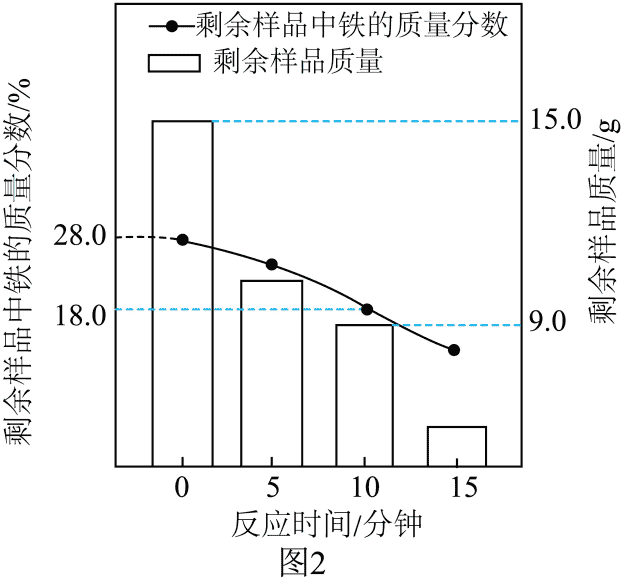 剩余样品中铁的质量分数
剩余样品质量
剩余样品中铁的质量分数/%
28.0
18.0
15.0
9.0
剩余样品质量/g
0 5 10 15
反应时间/分钟
图2